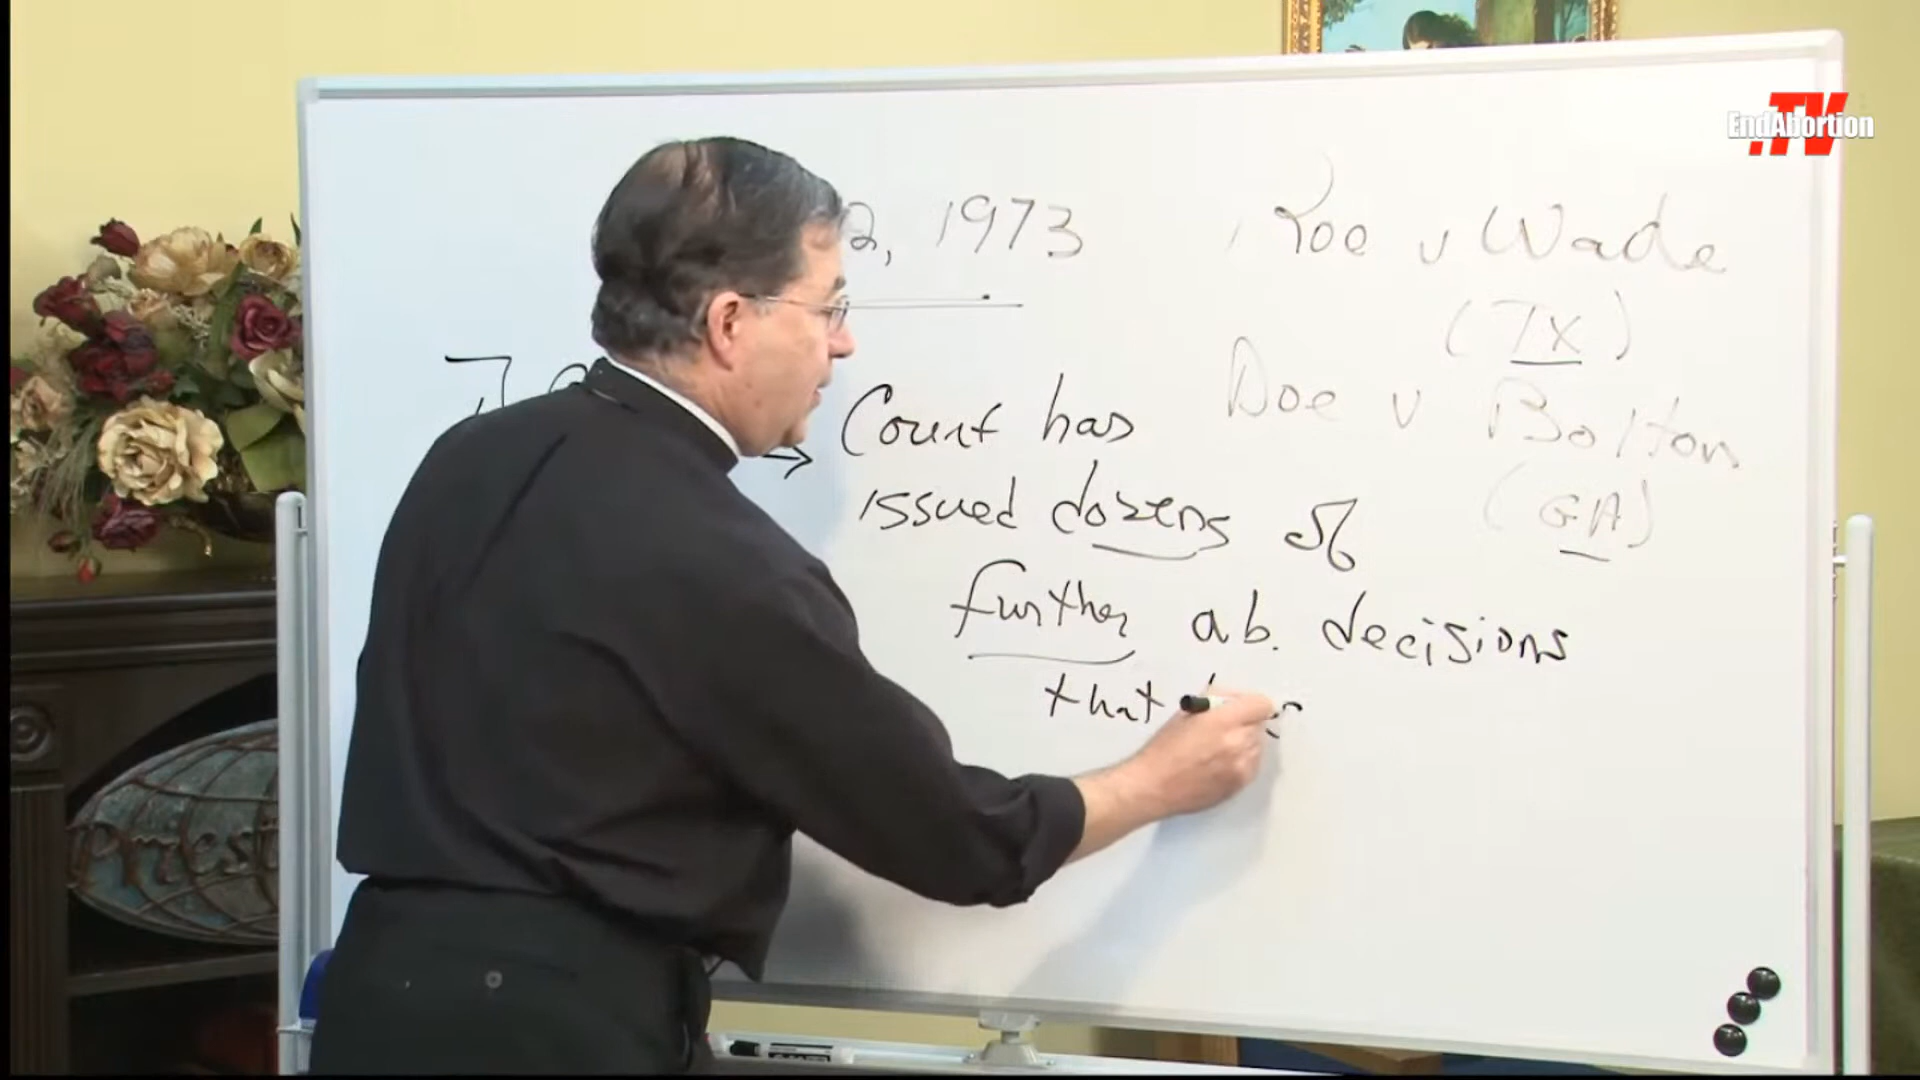 .TV
EndAbortion
2, 1973
Roe v Wade
(TX)
Doe v Bolton
(GA)
→ Court has
issued dozens of
further ab. decisions
that
Priest